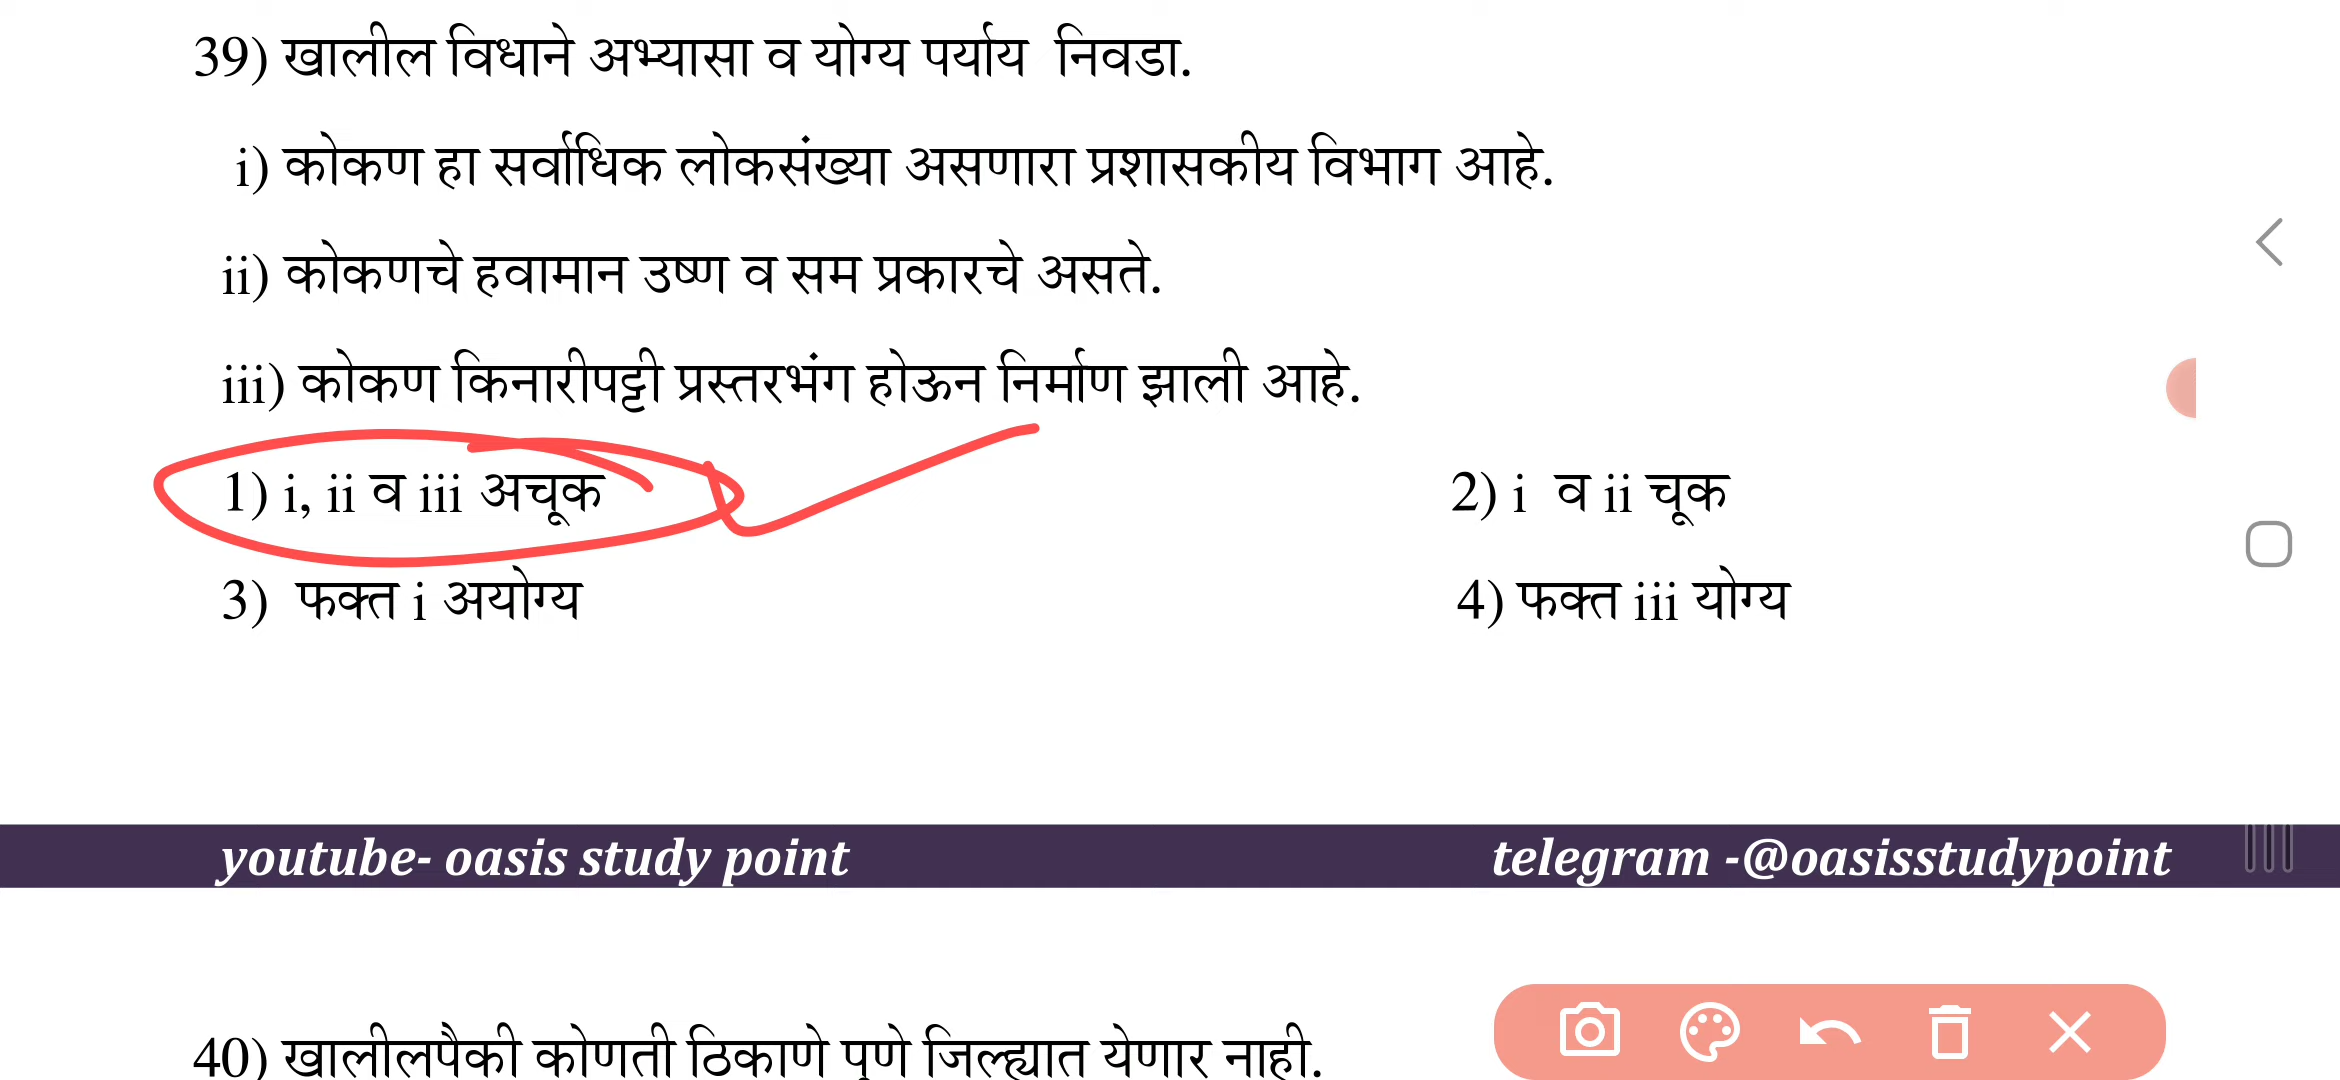 39) खालील विधाने अभ्यासा व योग्य पर्याय निवडा.
i) कोकण हा सर्वाधिक लोकसंख्या असणारा प्रशासकीय विभाग आहे.
ii) कोकणचे हवामान उष्ण व सम प्रकारचे असते.
iii) कोकण किनारीपट्टी प्रस्तरभंग होऊन निर्माण झाली आहे.
1) i, ii व iii अचूक 2) i व ii चूक
3) फक्त i अयोग्य 4) फक्त iii योग्य
youtube- oasis study point telegram -@oasisstudypoint
40) खालीलपैकी कोणती ठिकाणे पुणे जिल्ह्यात येणार नाही.